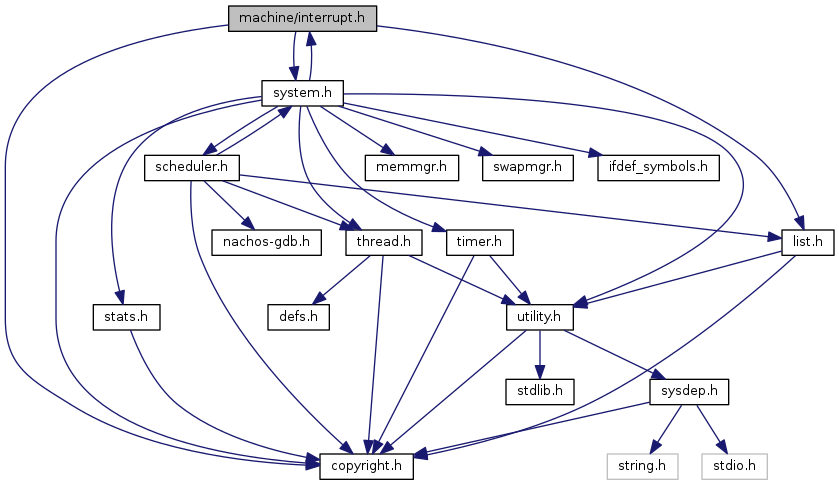 machine/interrupt.h
system.h
scheduler.h
memmgr.h
swapmgr.h
ifdef_symbols.h
nachos-gdb.h
thread.h
timer.h
list.h
stats.h
defs.h
utility.h
stdlib.h
sysdep.h
copyright.h
string.h
stdio.h